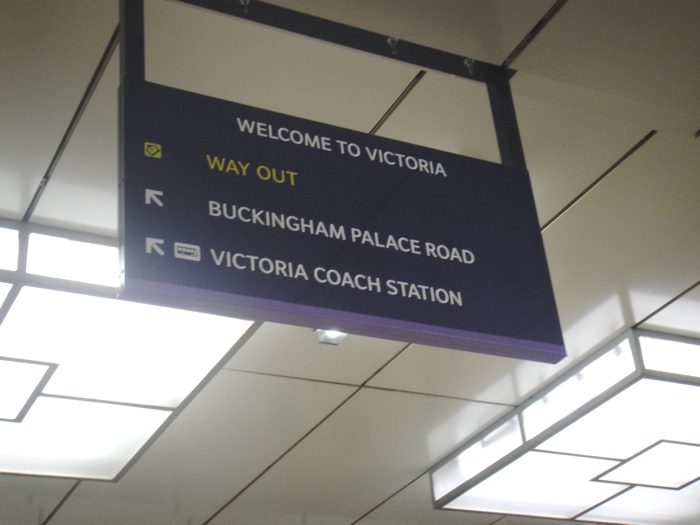 WELCOME TO VICTORIA
WAY OUT
BUCKINGHAM PALACE ROAD
VICTORIA COACH STATION